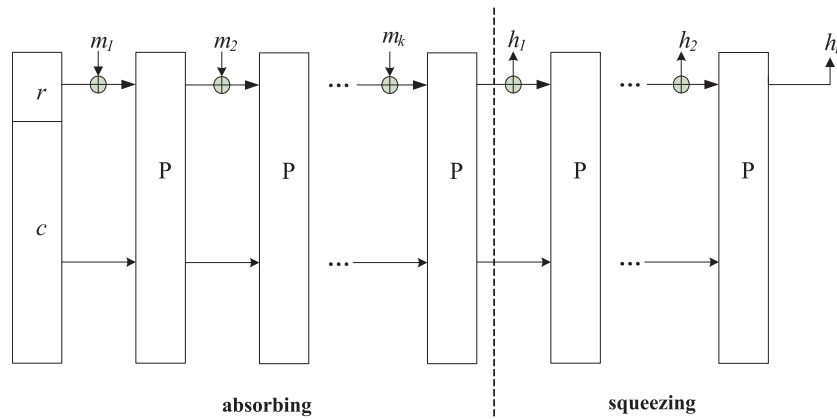 m1 m2 mk h1 h2
r
c
P P P P P
... ...
... ...
absorbing squeezing